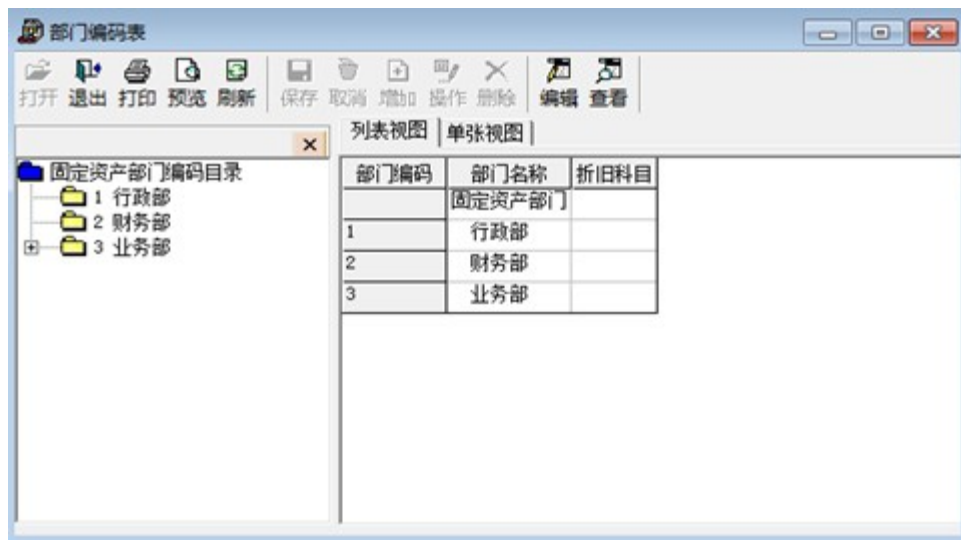 部门编码表
打开 退出 打印 预览 刷新 保存 取消 增加 操作 删除 编辑 查看
列表视图 单张视图
固定资产部门编码目录
1 行政部
2 财务部
3 业务部
部门编码 部门名称 折旧科目
固定资产部门
1 行政部
2 财务部
3 业务部